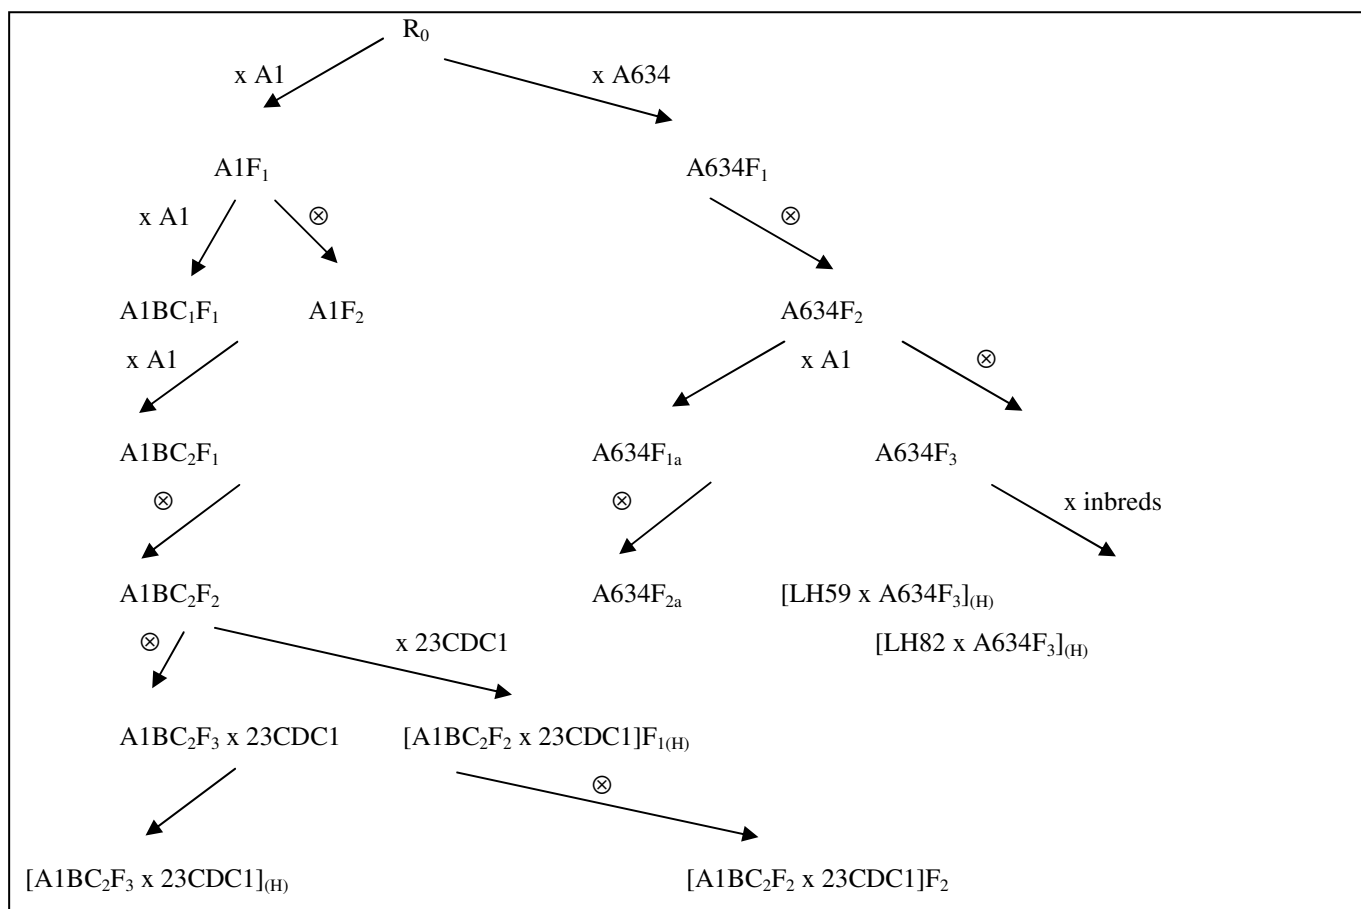 R₀
x A1 x A634
A1F₁ A634F₁
x A1 ⊗ ⊗
A1BC₁F₁ A1F₂ A634F₂
x A1 x A1 ⊗
A1BC₂F₁ A634F₁ₐ A634F₃
⊗ ⊗ x inbreds
A1BC₂F₂ A634F₂ₐ [LH59 x A634F₃]₍H₎
⊗ x 23CDC1 [LH82 x A634F₃]₍H₎
A1BC₂F₃ x 23CDC1 [A1BC₂F₂ x 23CDC1]F₁₍H₎
⊗
[A1BC₂F₃ x 23CDC1]₍H₎ [A1BC₂F₂ x 23CDC1]F₂